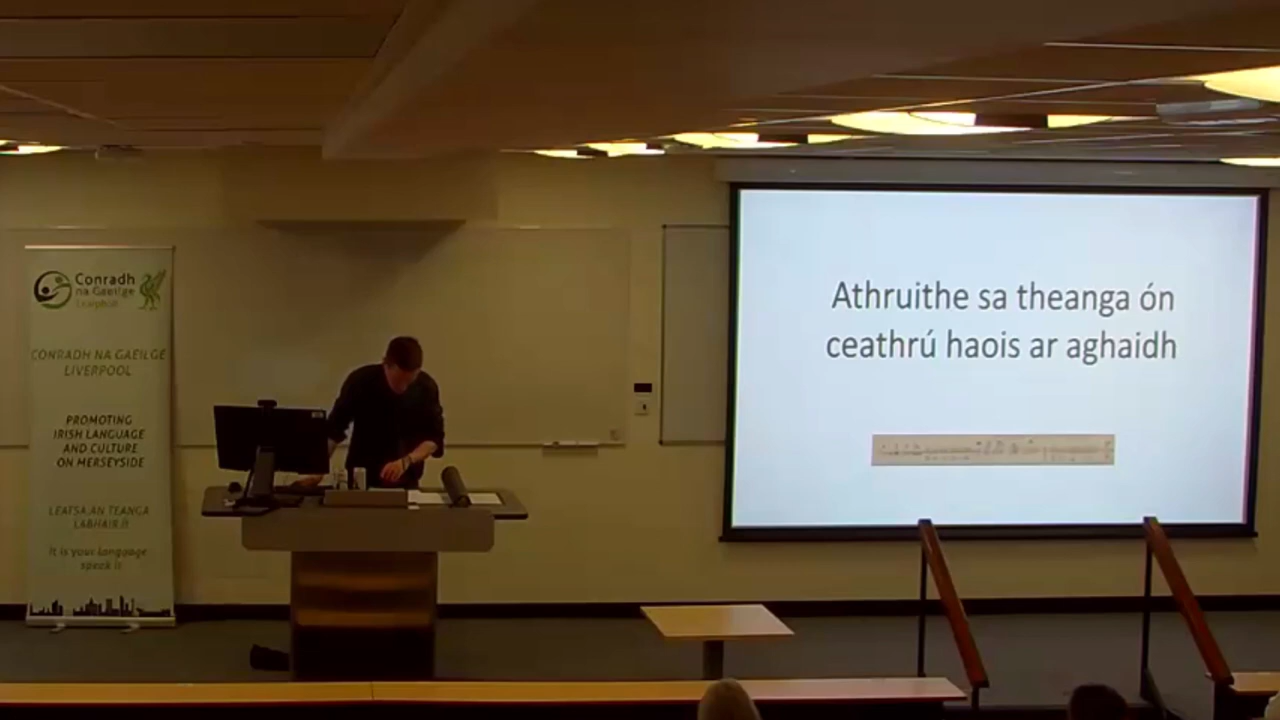 Conradh
na Gaeilge
CONRADH NA GAEILGE
LIVERPOOL
PROMOTING
IRISH LANGUAGE
AND CULTURE
ON MERSEYSIDE
LEATSA AN TEANGA
LABHAIR Í!
It is your language
speak it
Athruithe sa theanga ón
ceathrú haois ar aghaidh